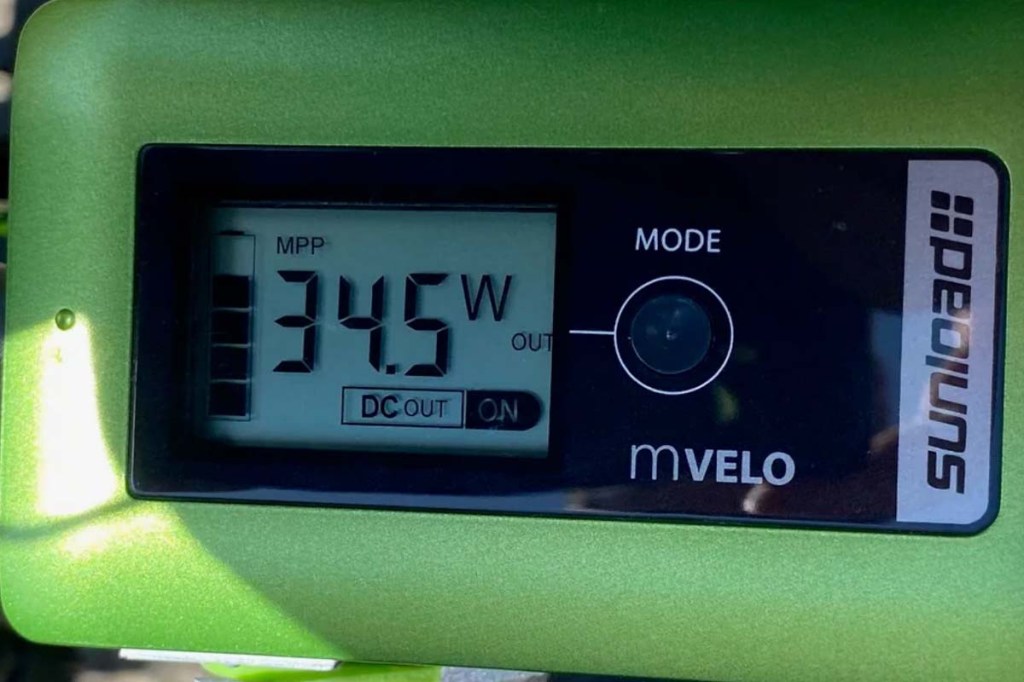 MPP
34.5 W
OUT
DC OUT ON
MODE
mVELO
sunload